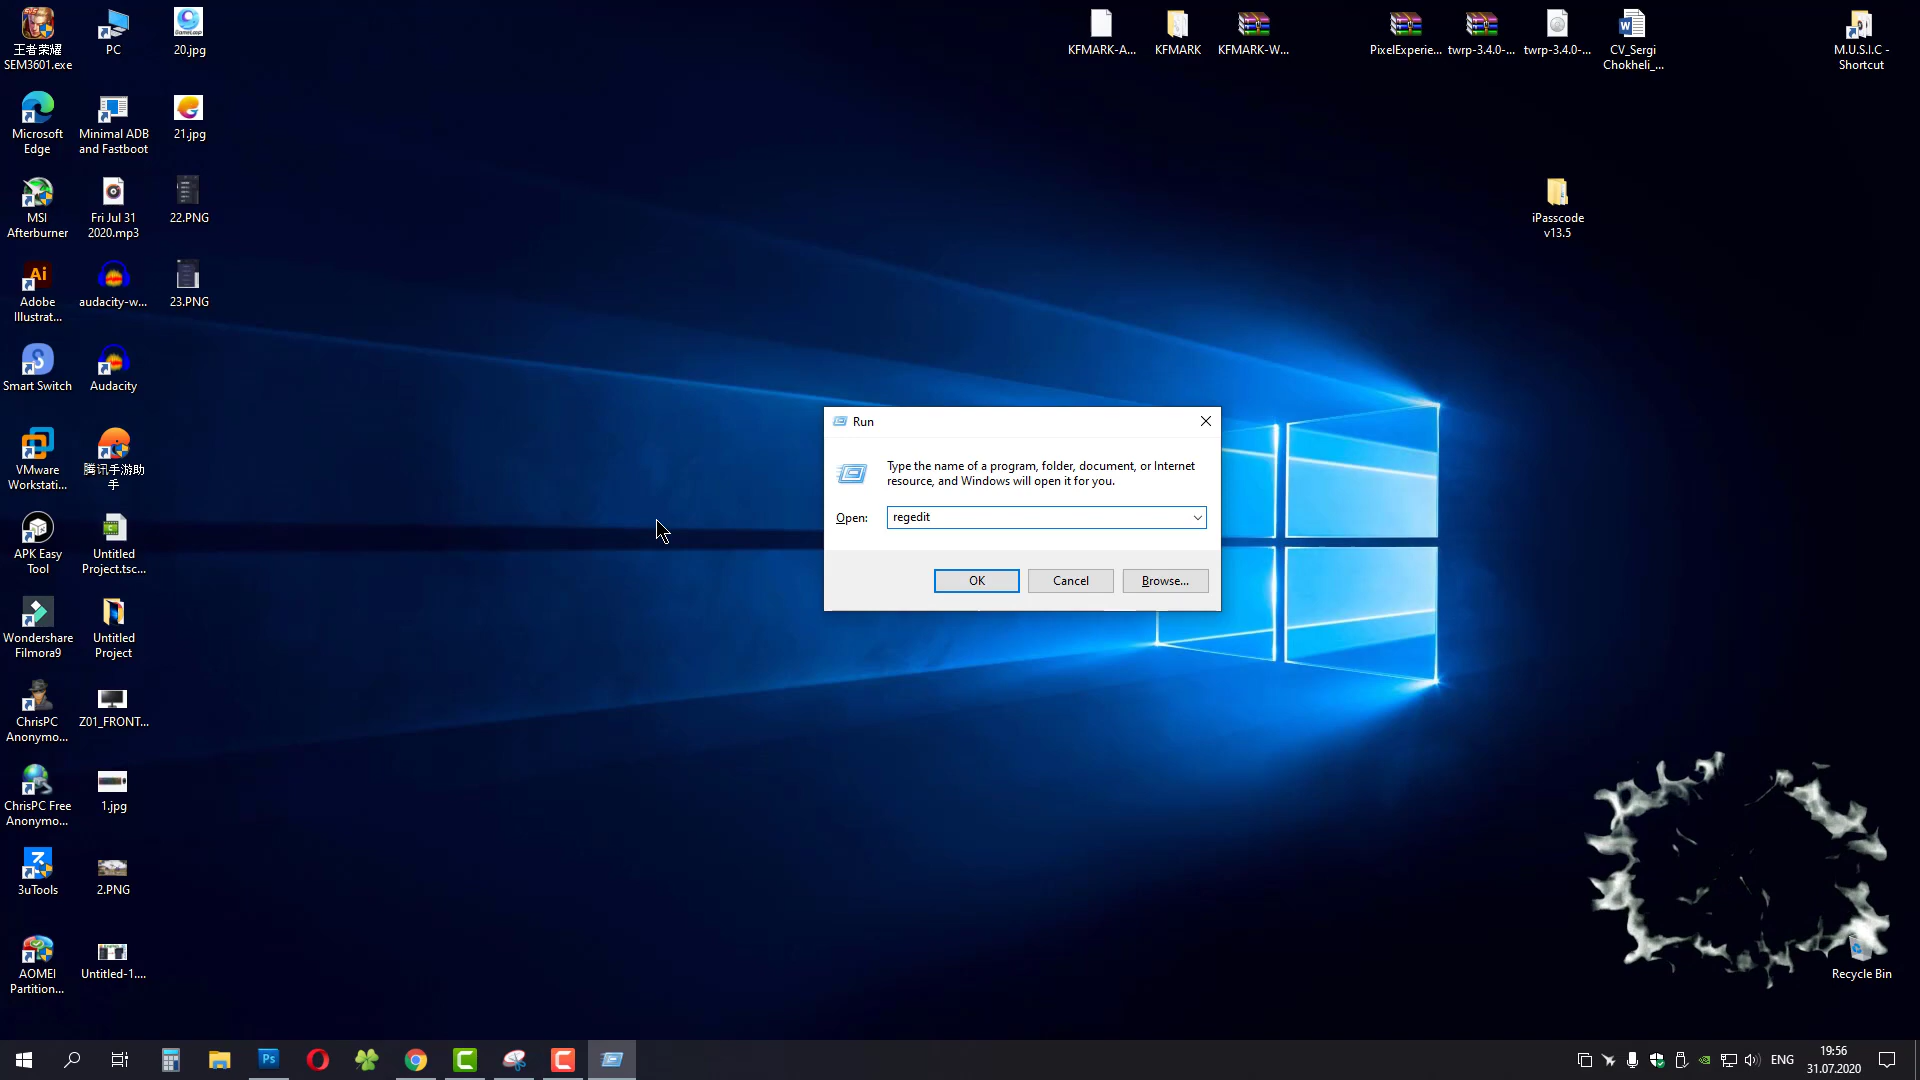 王者荣耀
SEM3601.exe
PC
20.jpg
KFMARK-A...
KFMARK
KFMARK-W...
PixelExperie...
twrp-3.4.0-...
twrp-3.4.0-...
CV_Sergi
Chokheli_...
M.U.S.I.C -
Shortcut
Microsoft
Edge
Minimal ADB
and Fastboot
21.jpg
MSI
Afterburner
Fri Jul 31
2020.mp3
22.PNG
iPasscode
v13.5
Ai
Adobe
Illustrat...
audacity-w...
23.PNG
Smart Switch
Audacity
VMware
Workstati...
腾讯手游助
手
APK Easy
Tool
Untitled
Project.tsc...
Wondershare
Filmora9
Untitled
Project
ChrisPC
Anonymo...
Z01_FRONT...
ChrisPC Free
Anonymo...
1.jpg
3uTools
2.PNG
AOMEI
Partition...
Untitled-1....
Recycle Bin
Run
Type the name of a program, folder, document, or Internet
resource, and Windows will open it for you.
Open:
regedit
OK
Cancel
Browse...
Ps
ENG
19:56
31.07.2020